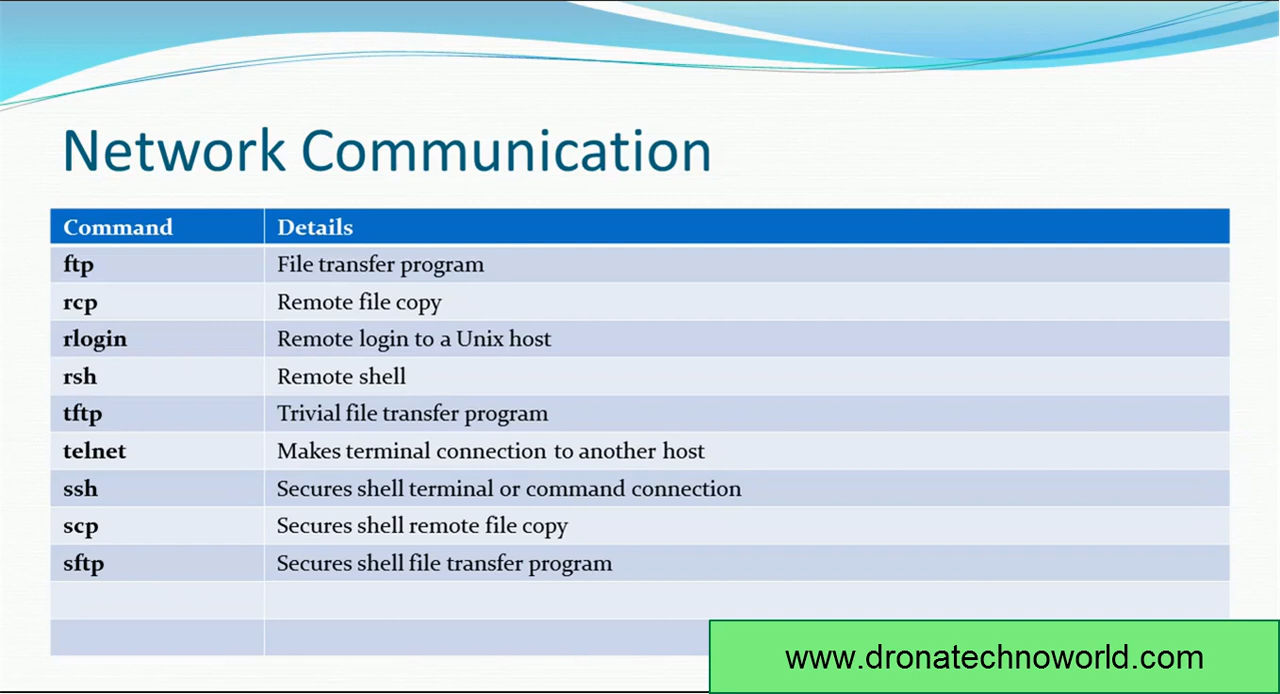 Network Communication
Command Details
ftp File transfer program
rcp Remote file copy
rlogin Remote login to a Unix host
rsh Remote shell
tftp Trivial file transfer program
telnet Makes terminal connection to another host
ssh Secures shell terminal or command connection
scp Secures shell remote file copy
sftp Secures shell file transfer program
www.dronatechnoworld.com